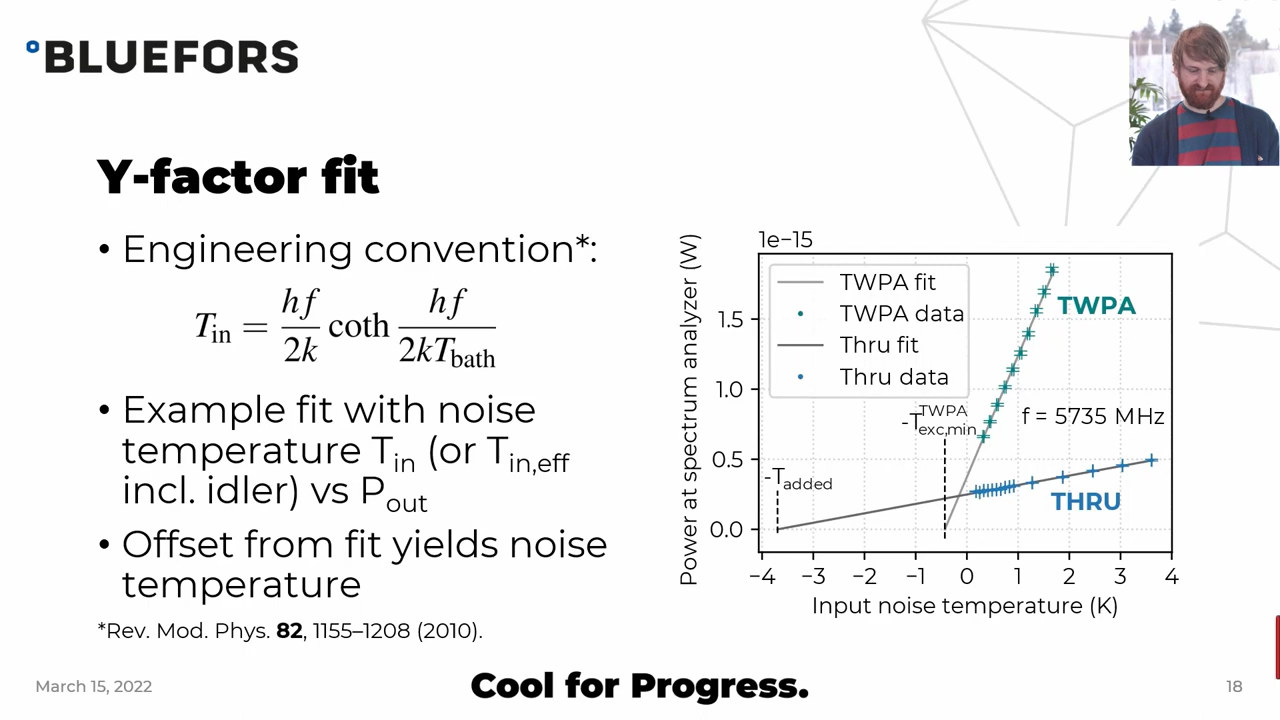 BLUEFORS
Y-factor fit
• Engineering convention*:
T_in = hf/2k coth hf/2kT_bath
• Example fit with noise
temperature T_in (or T_in,eff
incl. idler) vs P_out
• Offset from fit yields noise
temperature
*Rev. Mod. Phys. 82, 1155–1208 (2010).
1e−15
Power at spectrum analyzer (W)
1.5
1.0
0.5
0.0
TWPA fit
TWPA data
Thru fit
Thru data
TWPA
-T^TWPA_exc,min
f = 5735 MHz
-T_added
THRU
−4 −3 −2 −1 0 1 2 3 4
Input noise temperature (K)
March 15, 2022
Cool for Progress.
18